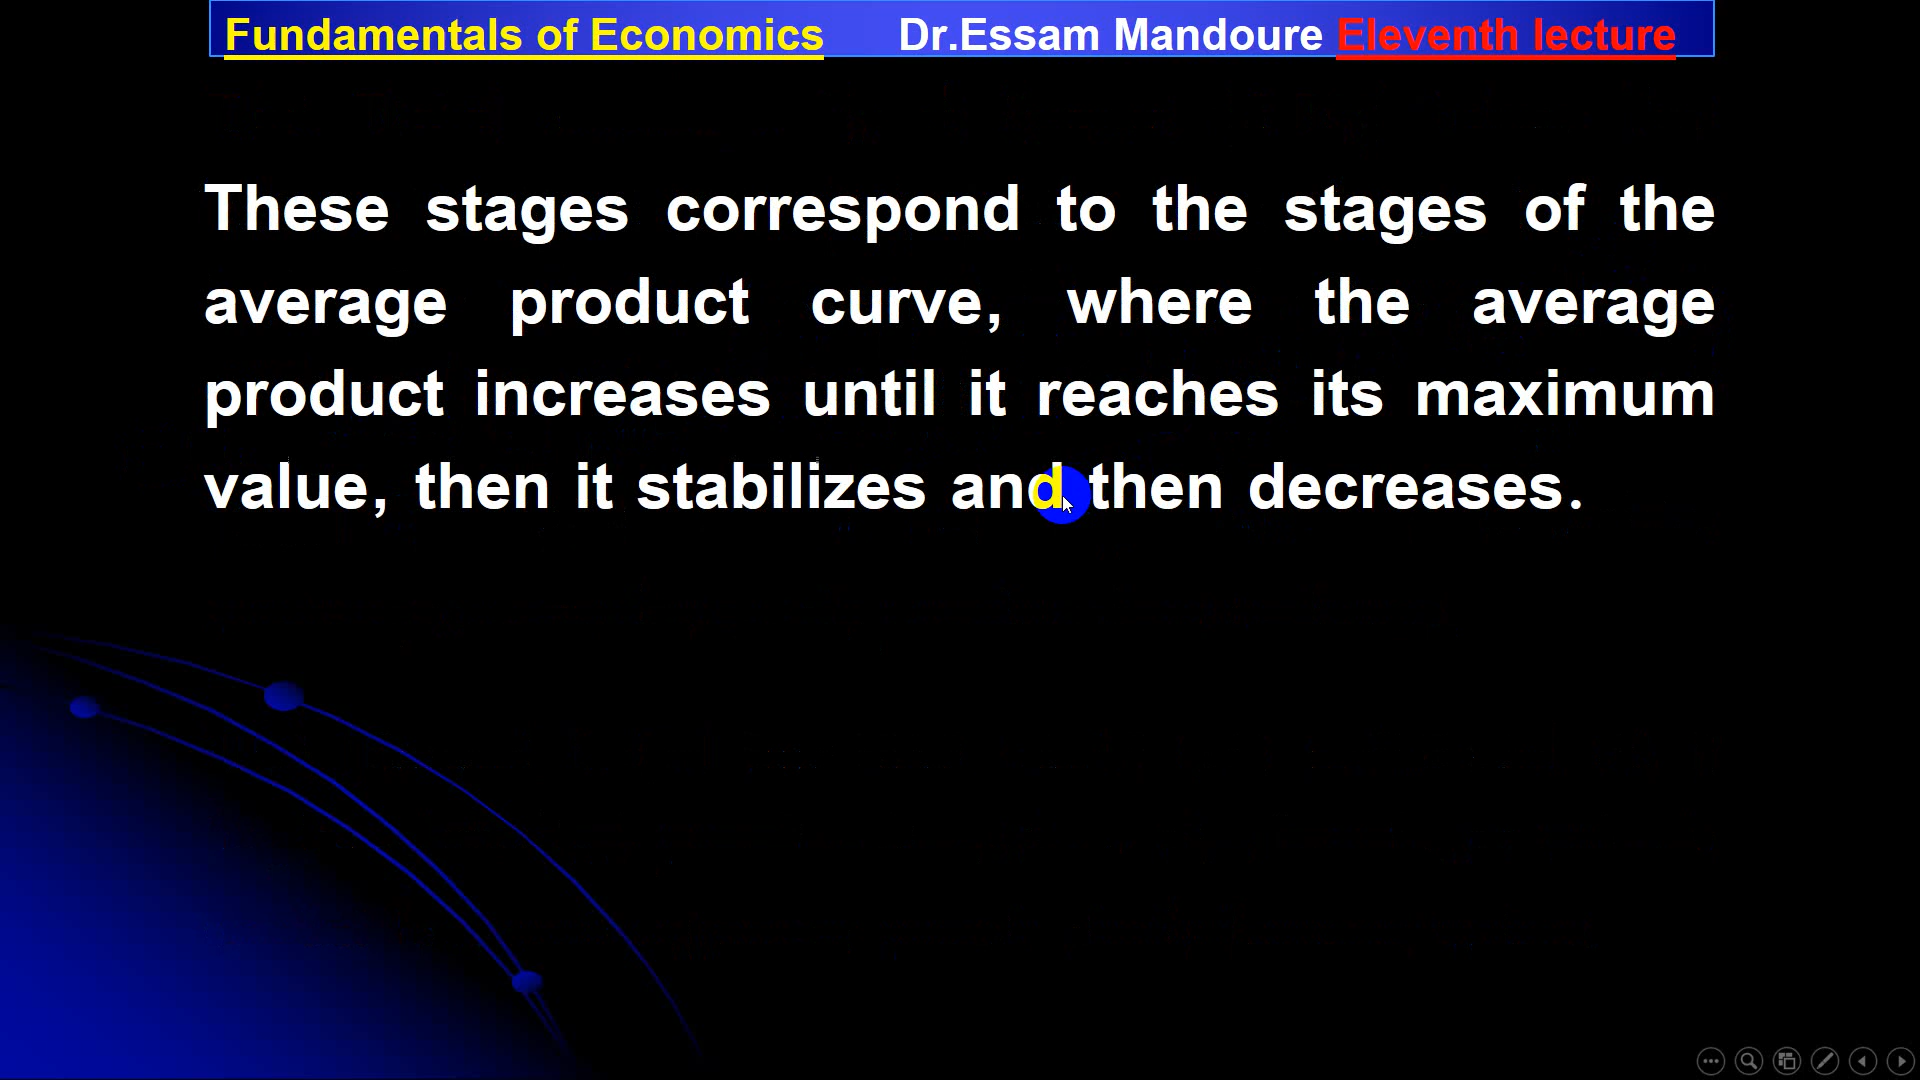 Fundamentals of Economics Dr.Essam Mandoure Eleventh lecture
These stages correspond to the stages of the
average product curve, where the average
product increases until it reaches its maximum
value, then it stabilizes and then decreases.